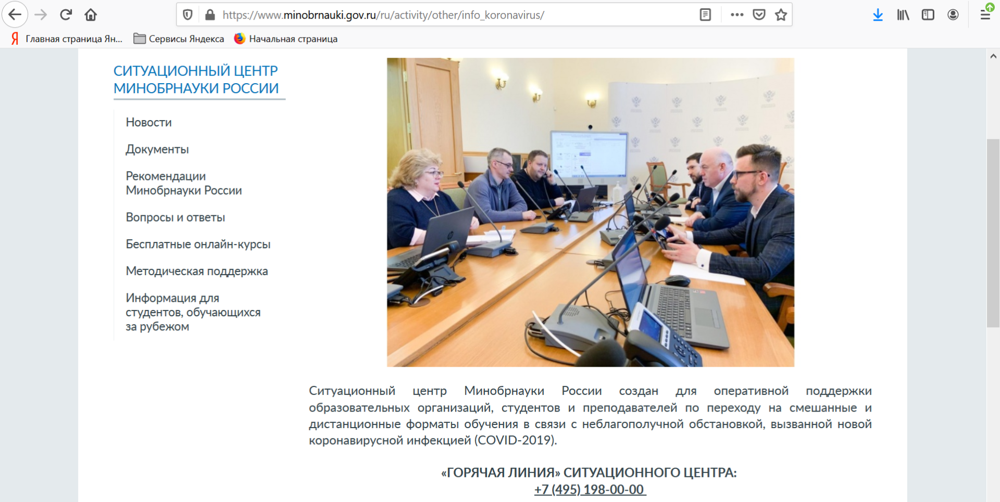 https://www.minobrnauki.gov.ru/ru/activity/other/info_koronavirus/
Главная страница Ян...
Сервисы Яндекса
Начальная страница
СИТУАЦИОННЫЙ ЦЕНТР
МИНОБРНАУКИ РОССИИ
Новости
Документы
Рекомендации
Минобрнауки России
Вопросы и ответы
Бесплатные онлайн-курсы
Методическая поддержка
Информация для
студентов, обучающихся
за рубежом
Ситуационный центр Минобрнауки России создан для оперативной поддержки
образовательных организаций, студентов и преподавателей по переходу на смешанные и
дистанционные форматы обучения в связи с неблагополучной обстановкой, вызванной новой
коронавирусной инфекцией (COVID-2019).
«ГОРЯЧАЯ ЛИНИЯ» СИТУАЦИОННОГО ЦЕНТРА:
+7 (495) 198-00-00